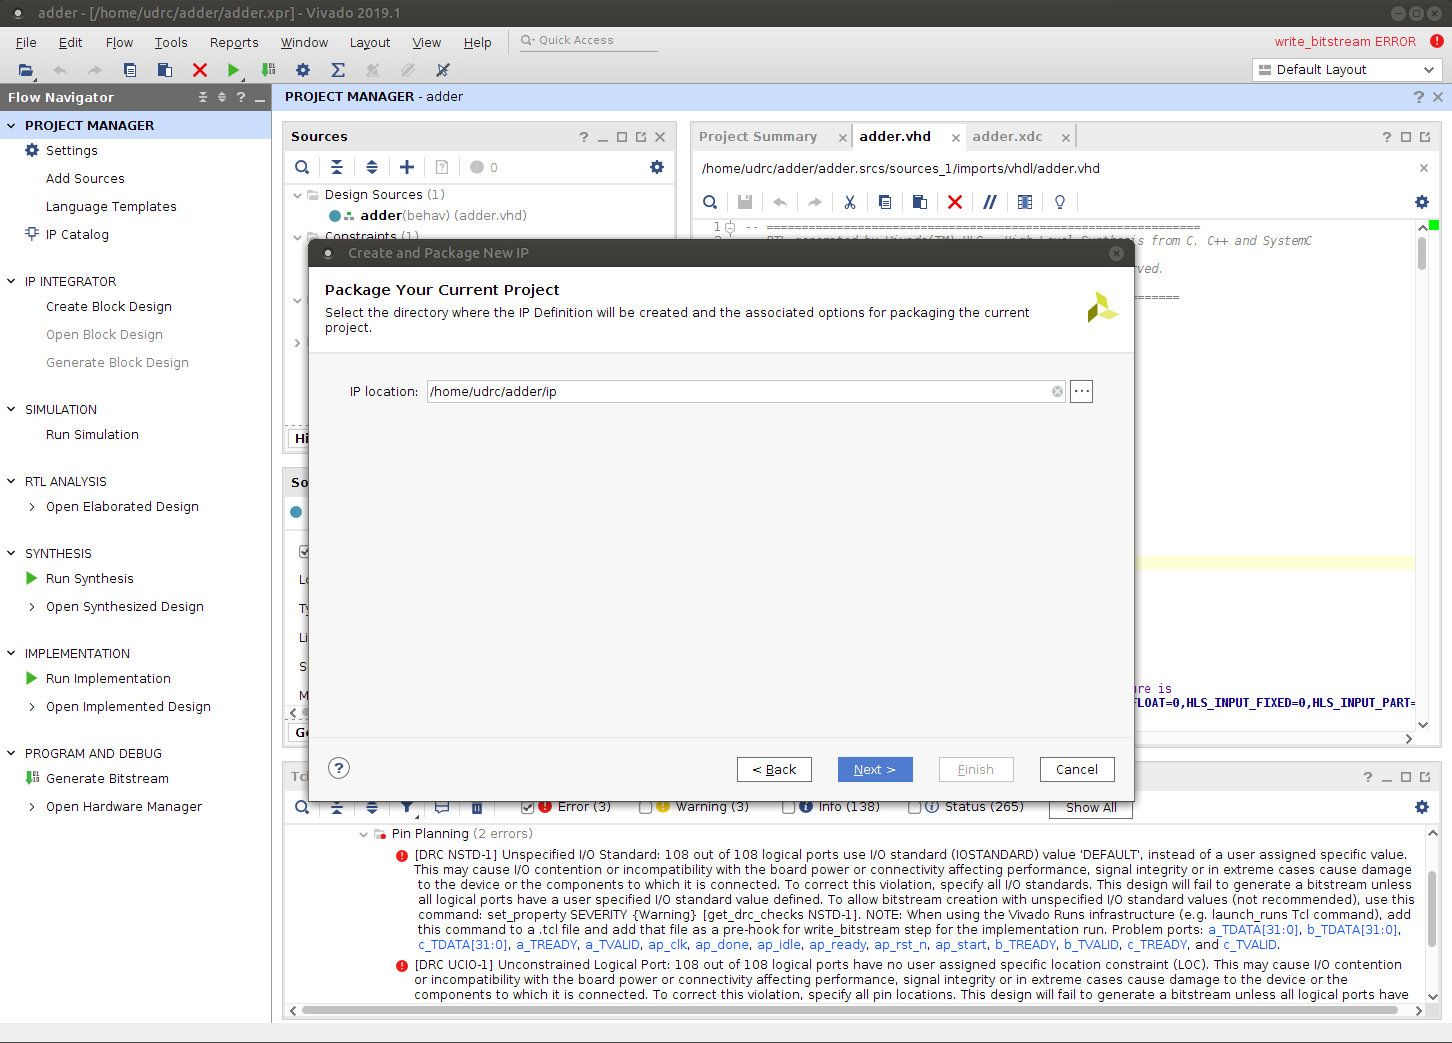 adder - [/home/udrc/adder/adder.xpr] - Vivado 2019.1
File Edit Flow Tools Reports Window Layout View Help Quick Access
write_bitstream ERROR
Default Layout
Flow Navigator
PROJECT MANAGER - adder
PROJECT MANAGER
Settings
Add Sources
Language Templates
IP Catalog
IP INTEGRATOR
Create Block Design
Open Block Design
Generate Block Design
SIMULATION
Run Simulation
RTL ANALYSIS
Open Elaborated Design
SYNTHESIS
Run Synthesis
Open Synthesized Design
IMPLEMENTATION
Run Implementation
Open Implemented Design
PROGRAM AND DEBUG
Generate Bitstream
Open Hardware Manager
Sources
0
Design Sources (1)
adder(behav) (adder.vhd)
Constraints (1)
Project Summary adder.vhd adder.xdc
/home/udrc/adder/adder.srcs/sources_1/imports/vhdl/adder.vhd
1 -- ===========================================================
from C, C++ and SystemC
Create and Package New IP
Package Your Current Project
Select the directory where the IP Definition will be created and the associated options for packaging the current
project.
IP location: /home/udrc/adder/ip
< Back Next > Finish Cancel
FLOAT=0,HLS_INPUT_FIXED=0,HLS_INPUT_PART=
Error (3) Warning (3) Info (138) Status (265) Show All
Pin Planning (2 errors)
[DRC NSTD-1] Unspecified I/O Standard: 108 out of 108 logical ports use I/O standard (IOSTANDARD) value 'DEFAULT', instead of a user assigned specific value.
This may cause I/O contention or incompatibility with the board power or connectivity affecting performance, signal integrity or in extreme cases cause damage
to the device or the components to which it is connected. To correct this violation, specify all I/O standards. This design will fail to generate a bitstream unless
all logical ports have a user specified I/O standard value defined. To allow bitstream creation with unspecified I/O standard values (not recommended), use this
command: set_property SEVERITY {Warning} [get_drc_checks NSTD-1]. NOTE: When using the Vivado Runs infrastructure (e.g. launch_runs Tcl command), add
this command to a .tcl file and add that file as a pre-hook for write_bitstream step for the implementation run. Problem ports: a_TDATA[31:0], b_TDATA[31:0],
c_TDATA[31:0], a_TREADY, a_TVALID, ap_clk, ap_done, ap_idle, ap_ready, ap_rst_n, ap_start, b_TREADY, b_TVALID, c_TREADY, and c_TVALID.
[DRC UCIO-1] Unconstrained Logical Port: 108 out of 108 logical ports have no user assigned specific location constraint (LOC). This may cause I/O contention
or incompatibility with the board power or connectivity affecting performance, signal integrity or in extreme cases cause damage to the device or the
components to which it is connected. To correct this violation, specify all pin locations. This design will fail to generate a bitstream unless all logical ports have